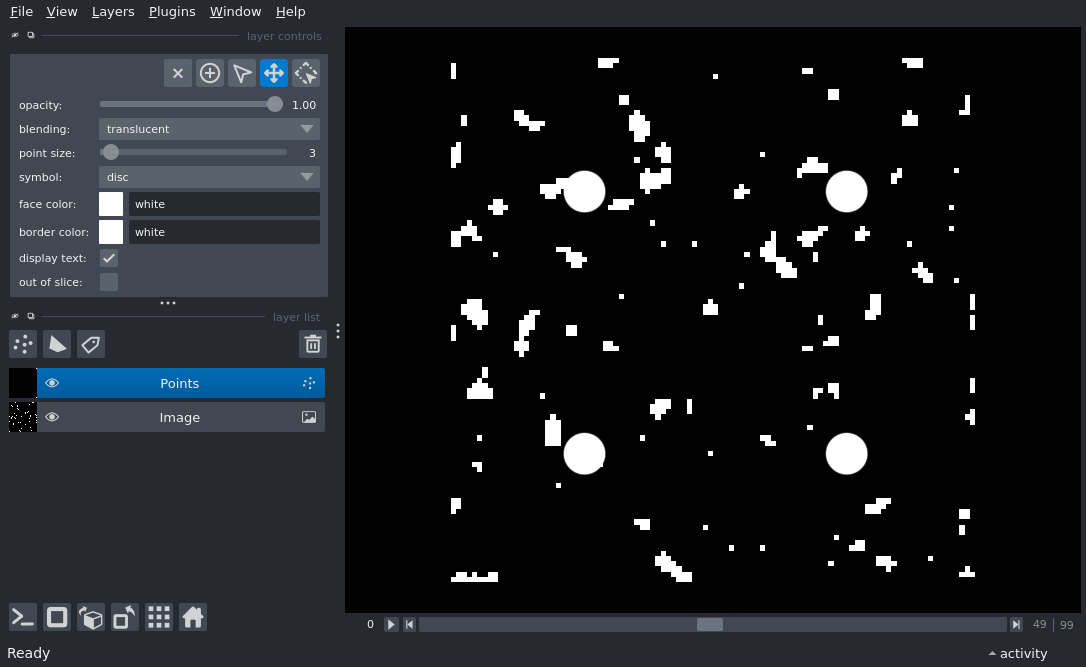 File View Layers Plugins Window Help
layer controls
opacity: 1.00
blending: translucent
point size: 3
symbol: disc
face color: white
border color: white
display text:
out of slice:
layer list
Points
Image
0 49 99
Ready activity